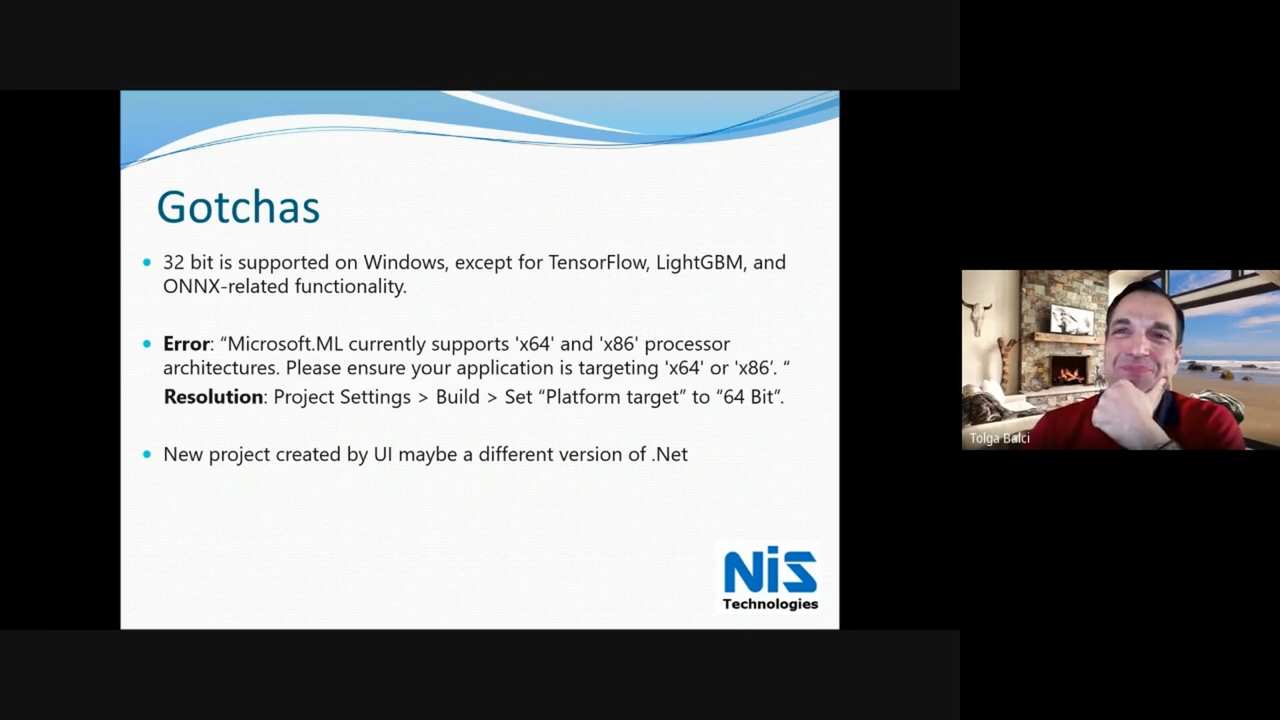 Gotchas
• 32 bit is supported on Windows, except for TensorFlow, LightGBM, and
ONNX-related functionality.
• Error: “Microsoft.ML currently supports 'x64' and 'x86' processor
architectures. Please ensure your application is targeting 'x64' or 'x86’. “
Resolution: Project Settings > Build > Set “Platform target” to “64 Bit”.
• New project created by UI maybe a different version of .Net
NiS
Technologies
Tolga Balci